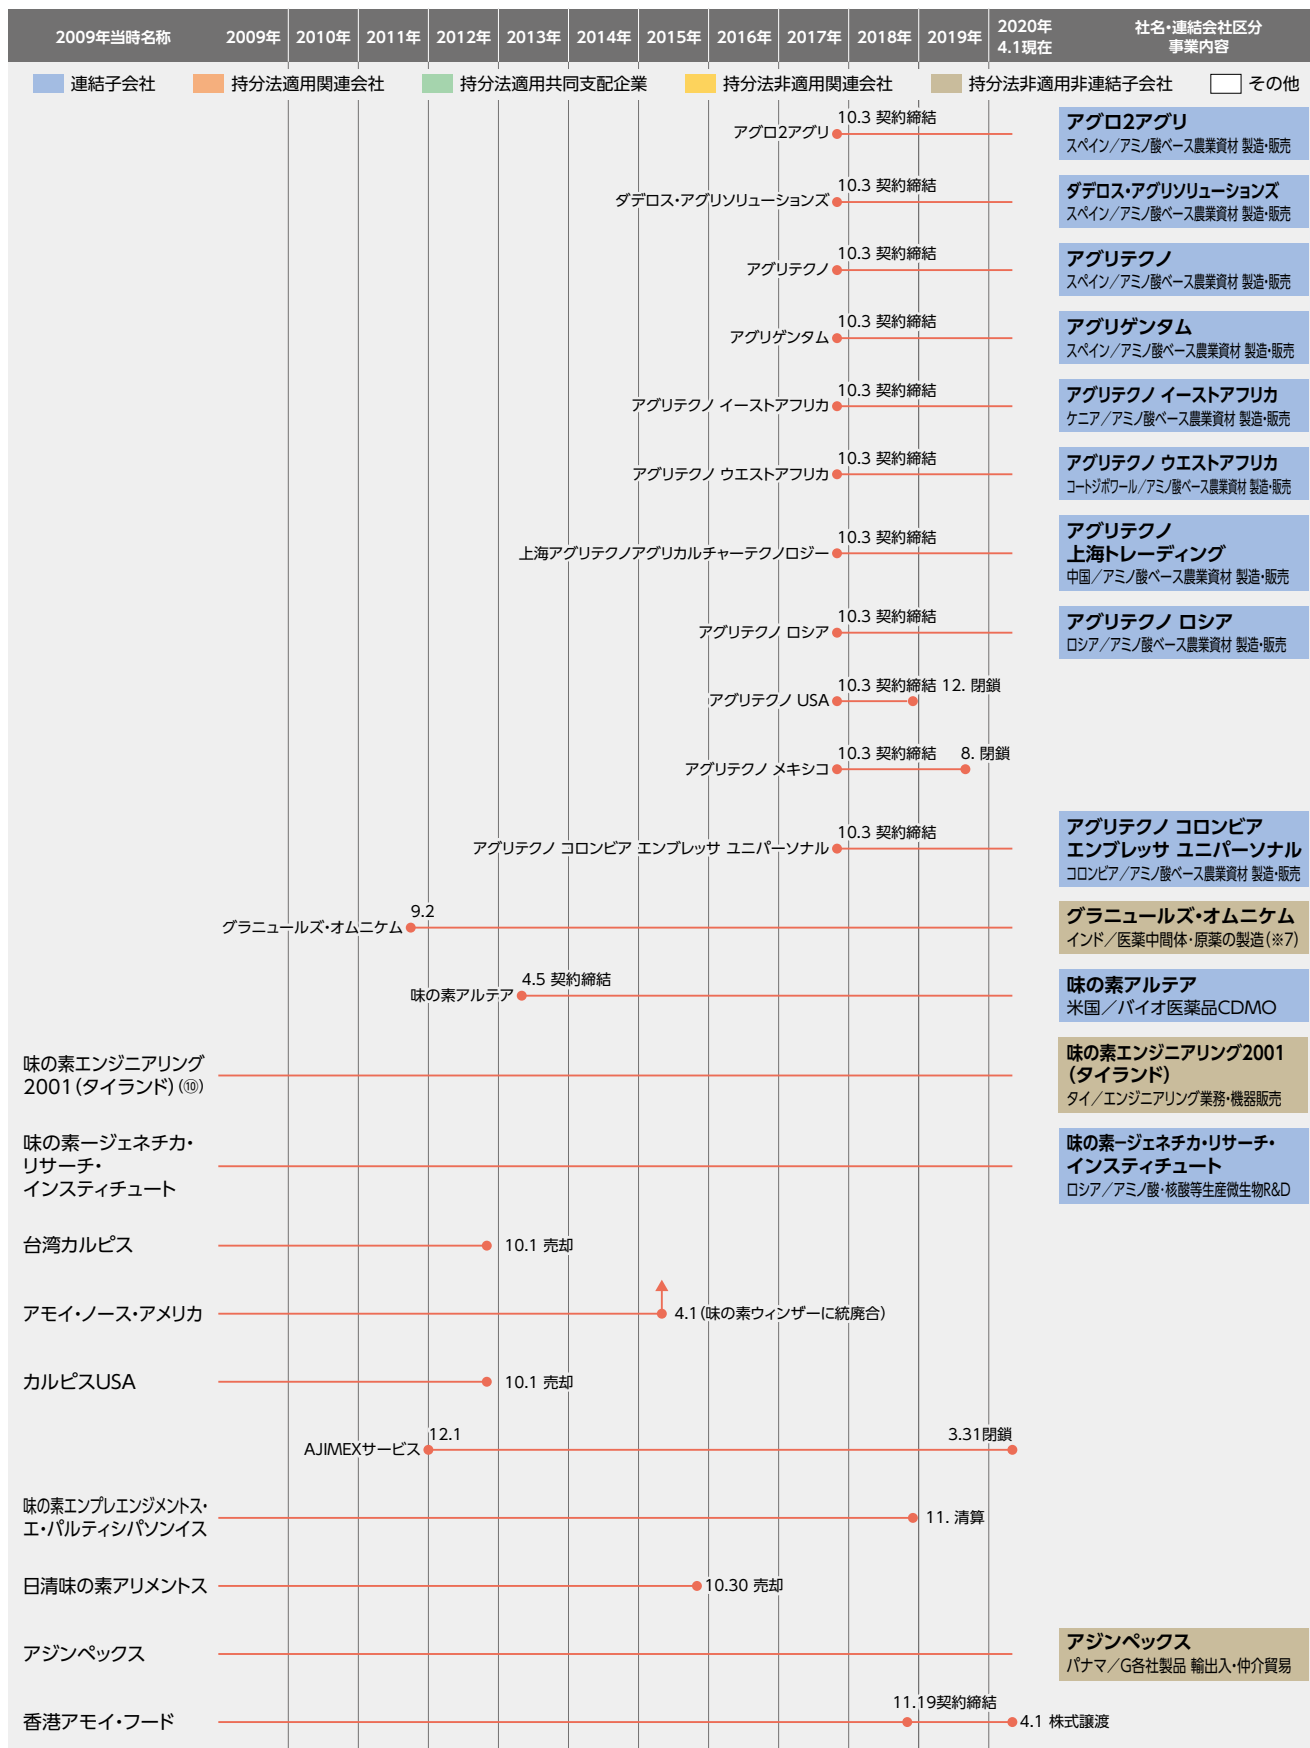 2009年当時名称 2009年 2010年 2011年 2012年 2013年 2014年 2015年 2016年 2017年 2018年 2019年 2020年 4.1現在 社名・連結会社区分 事業内容
連結子会社 持分法適用関連会社 持分法適用共同支配企業 持分法非適用関連会社 持分法非適用非連結子会社 その他
アグロ2アグリ 10.3 契約締結
アグロ2アグリ
スペイン／アミノ酸ベース農業資材 製造・販売
ダデロス・アグリソリューションズ 10.3 契約締結
ダデロス・アグリソリューションズ
スペイン／アミノ酸ベース農業資材 製造・販売
アグリテクノ 10.3 契約締結
アグリテクノ
スペイン／アミノ酸ベース農業資材 製造・販売
アグリゲンタム 10.3 契約締結
アグリゲンタム
スペイン／アミノ酸ベース農業資材 製造・販売
アグリテクノ イーストアフリカ 10.3 契約締結
アグリテクノ イーストアフリカ
ケニア／アミノ酸ベース農業資材 製造・販売
アグリテクノ ウエストアフリカ 10.3 契約締結
アグリテクノ ウエストアフリカ
コートジボワール／アミノ酸ベース農業資材 製造・販売
上海アグリテクノアグリカルチャーテクノロジー 10.3 契約締結
アグリテクノ
上海トレーディング
中国／アミノ酸ベース農業資材 製造・販売
アグリテクノ ロシア 10.3 契約締結
アグリテクノ ロシア
ロシア／アミノ酸ベース農業資材 製造・販売
アグリテクノ USA 10.3 契約締結 12. 閉鎖
アグリテクノ メキシコ 10.3 契約締結 8. 閉鎖
アグリテクノ コロンビア エンブレッサ ユニパーソナル 10.3 契約締結
アグリテクノ コロンビア
エンブレッサ ユニパーソナル
コロンビア／アミノ酸ベース農業資材 製造・販売
グラニュールズ・オムニケム 9.2
グラニュールズ・オムニケム
インド／医薬中間体・原薬の製造（※7）
味の素アルテア 4.5 契約締結
味の素アルテア
米国／バイオ医薬品CDMO
味の素エンジニアリング
2001（タイランド）（⑩）
味の素エンジニアリング2001
（タイランド）
タイ／エンジニアリング業務・機器販売
味の素ージェネチカ・
リサーチ・
インスティチュート
味の素ージェネチカ・リサーチ・
インスティチュート
ロシア／アミノ酸・核酸等生産微生物R&D
台湾カルピス 10.1 売却
アモイ・ノース・アメリカ 4.1（味の素ウィンザーに統廃合）
カルピスUSA 10.1 売却
AJIMEXサービス 12.1 3.31閉鎖
味の素エンプレエンジメントス・
エ・パルティシパソンイス 11. 清算
日清味の素アリメントス 10.30 売却
アジンペックス
アジンペックス
パナマ／G各社製品 輸出入・仲介貿易
香港アモイ・フード 11.19契約締結 4.1 株式譲渡